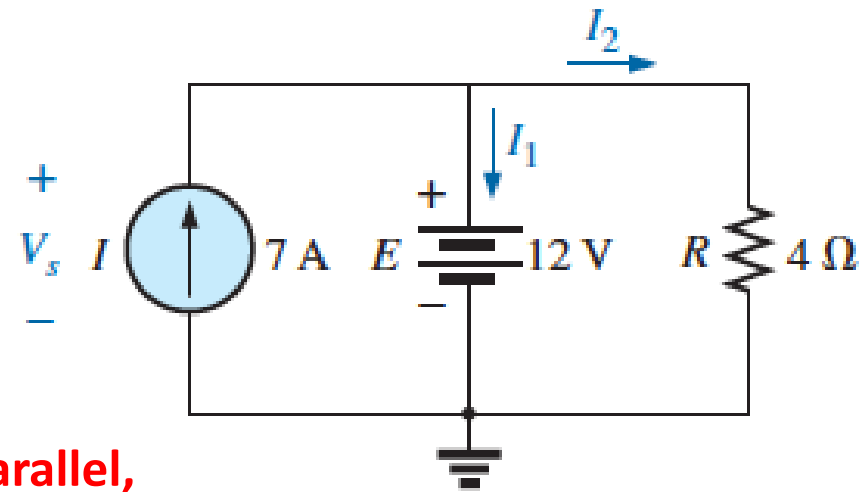 I₂
I₁
+
Vₛ I 7 A
−
+
E 12 V
−
R 4 Ω
arallel,